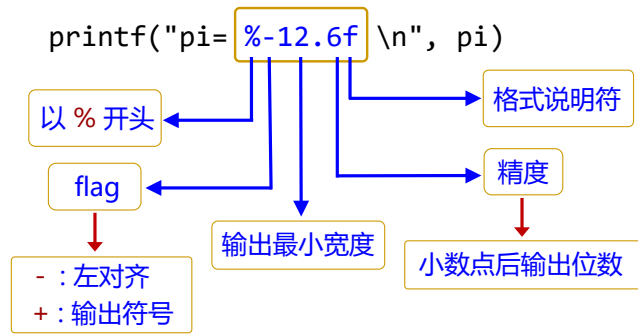 printf("pi= %-12.6f \n", pi)
以 % 开头
格式说明符
flag
精度
输出最小宽度
- : 左对齐
+ : 输出符号
小数点后输出位数